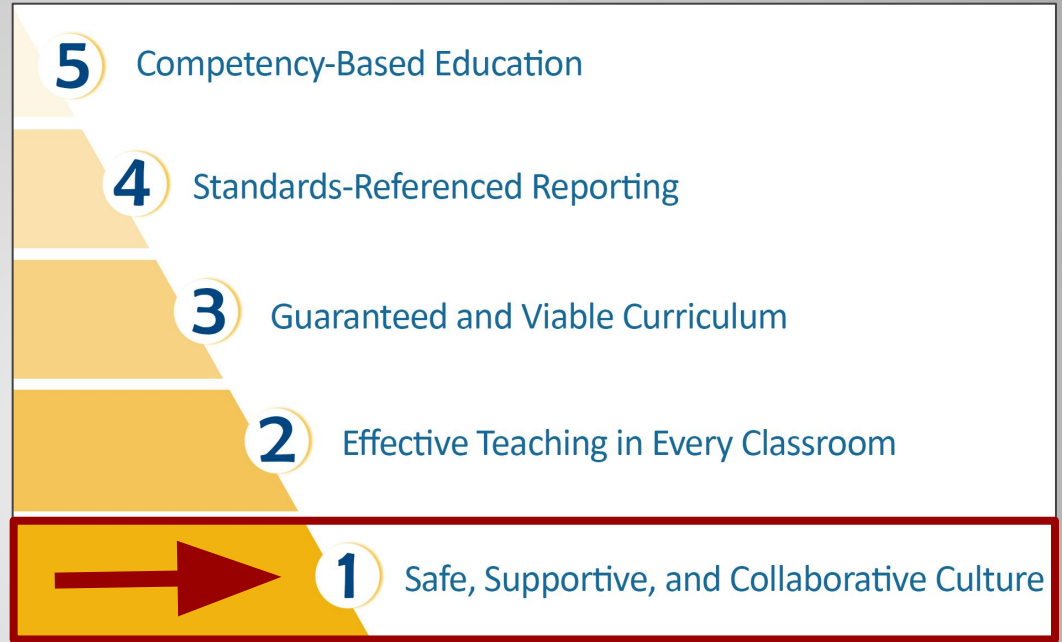 5 Competency-Based Education
4 Standards-Referenced Reporting
3 Guaranteed and Viable Curriculum
2 Effective Teaching in Every Classroom
1 Safe, Supportive, and Collaborative Culture